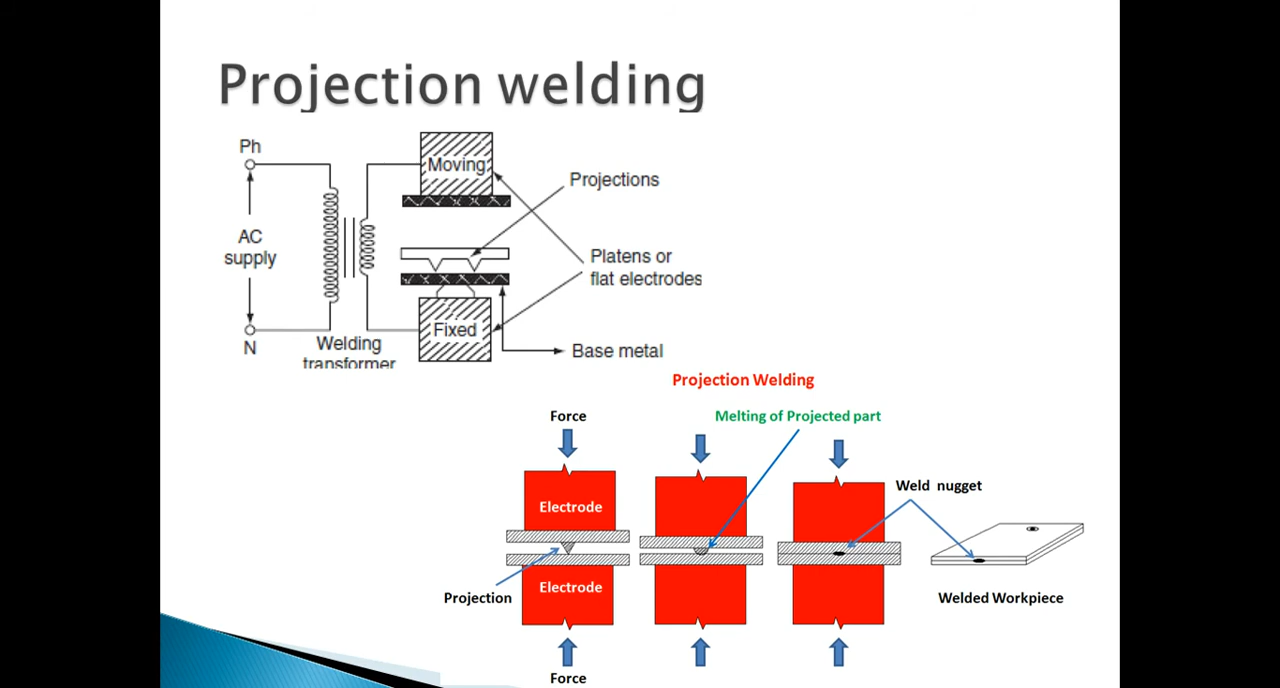 Projection welding
Ph
Moving
Projections
AC
supply
Platens or
flat electrodes
Fixed
N
Welding
transformer
Base metal
Projection Welding
Force
Melting of Projected part
Weld nugget
Electrode
Electrode
Projection
Welded Workpiece
Force